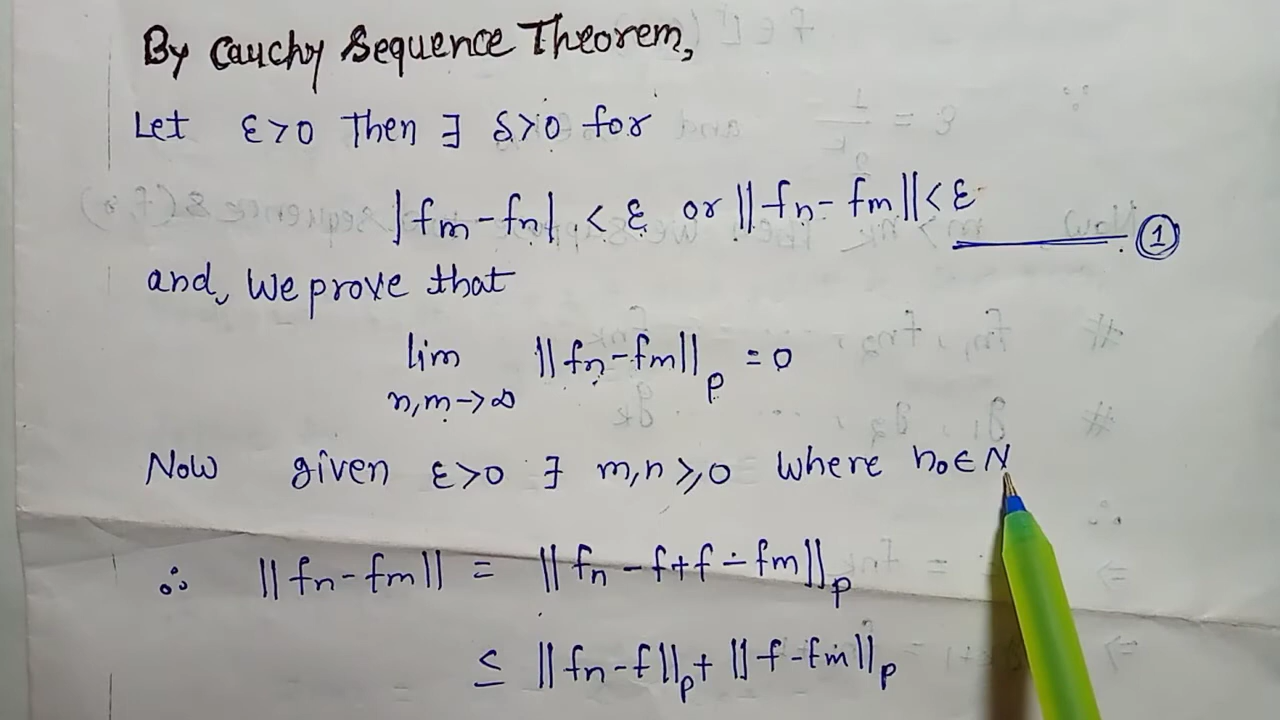 By Cauchy Sequence Theorem,
Let ε>0 Then ∃ δ>0 for
|fm-fn| < ε or ||fn-fm||<ε ——— ①
and, We prove that
lim ||fn-fm||p = 0
n,m→∞
Now given ε>0 ∃ m,n ≥,0 where n₀∈N
∴ ||fn-fm|| = ||fn-f+f-fm||p
≤ ||fn-f||p+||f-fm||p